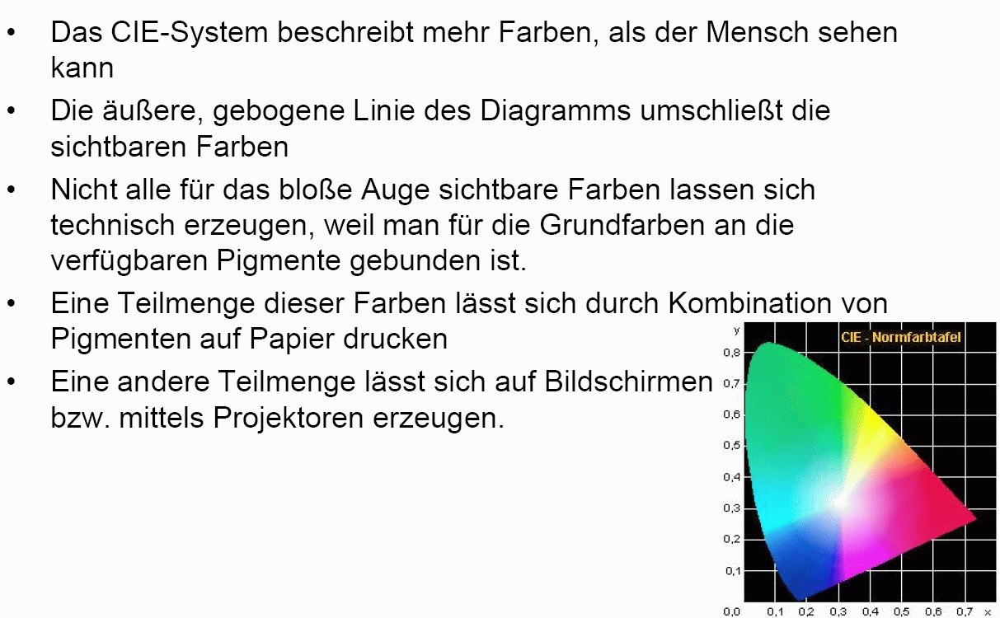 • Das CIE-System beschreibt mehr Farben, als der Mensch sehen
kann
• Die äußere, gebogene Linie des Diagramms umschließt die
sichtbaren Farben
• Nicht alle für das bloße Auge sichtbare Farben lassen sich
technisch erzeugen, weil man für die Grundfarben an die
verfügbaren Pigmente gebunden ist.
• Eine Teilmenge dieser Farben lässt sich durch Kombination von
Pigmenten auf Papier drucken
• Eine andere Teilmenge lässt sich auf Bildschirmen
bzw. mittels Projektoren erzeugen.
y
CIE - Normfarbtafel
0,8
0,7
0,6
0,5
0,4
0,3
0,2
0,1
0,0 0,1 0,2 0,3 0,4 0,5 0,6 0,7 x